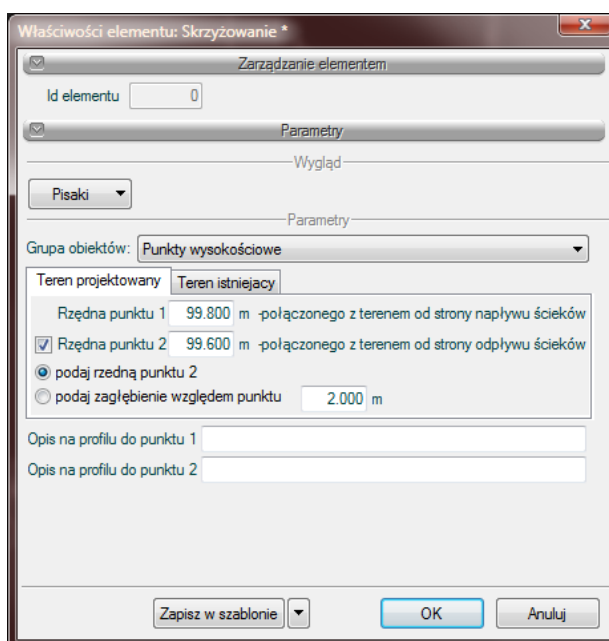 Właściwości elementu: Skrzyżowanie *
Zarządzanie elementem
Id elementu 0
Parametry
Wygląd
Pisaki
Parametry
Grupa obiektów: Punkty wysokościowe
Teren projektowany Teren istniejacy
Rzędna punktu 1 99.800 m -połączonego z terenem od strony napływu ścieków
Rzędna punktu 2 99.600 m -połączonego z terenem od strony odpływu ścieków
podaj rzedną punktu 2
podaj zagłębienie względem punktu 2.000 m
Opis na profilu do punktu 1
Opis na profilu do punktu 2
Zapisz w szablonie OK Anuluj